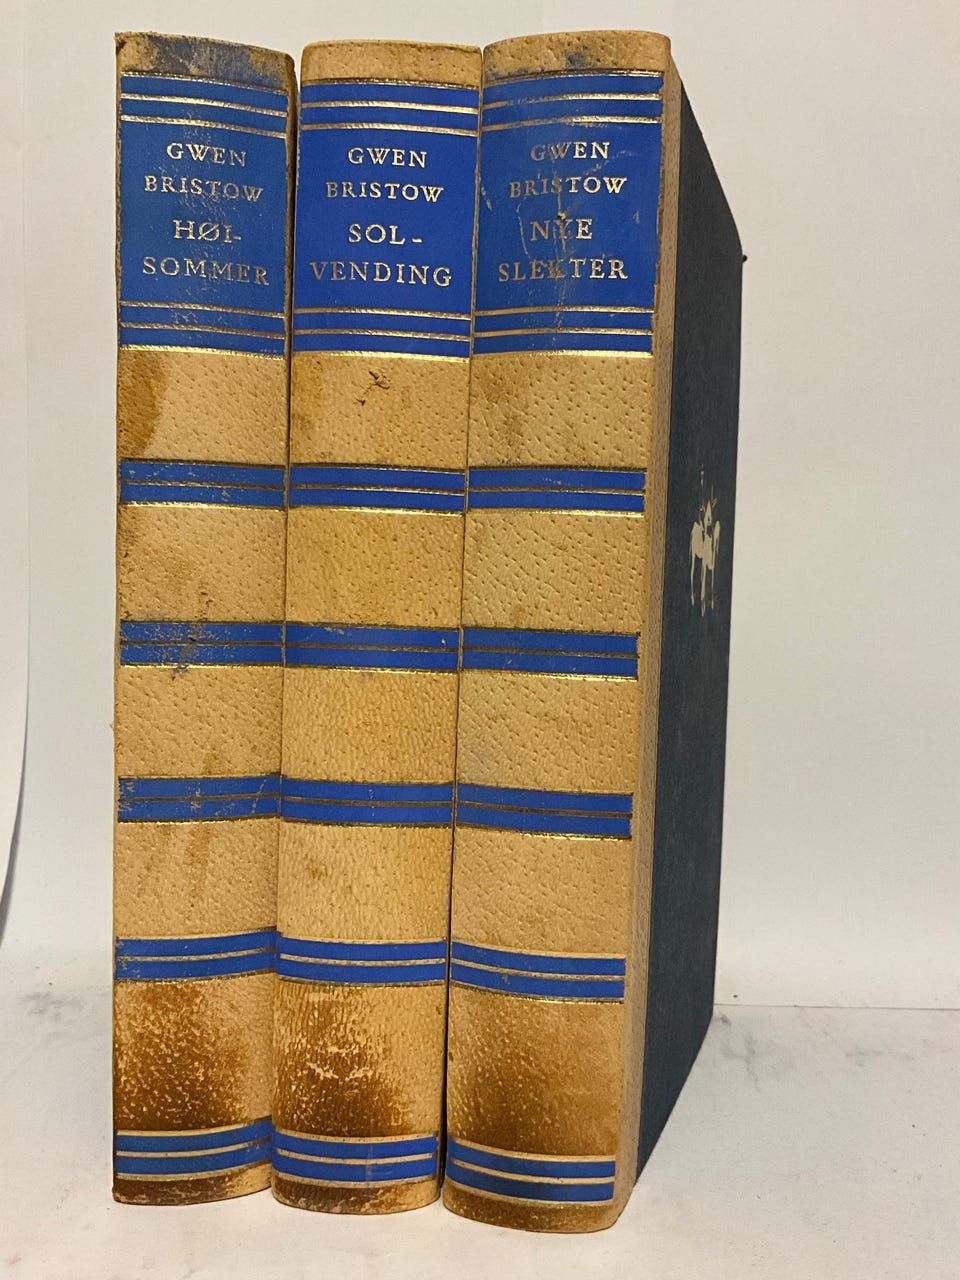 GWEN
BRISTOW
HØI-
SOMMER
GWEN
BRISTOW
SOL-
VENDING
GWEN
BRISTOW
NYE
SLEKTER